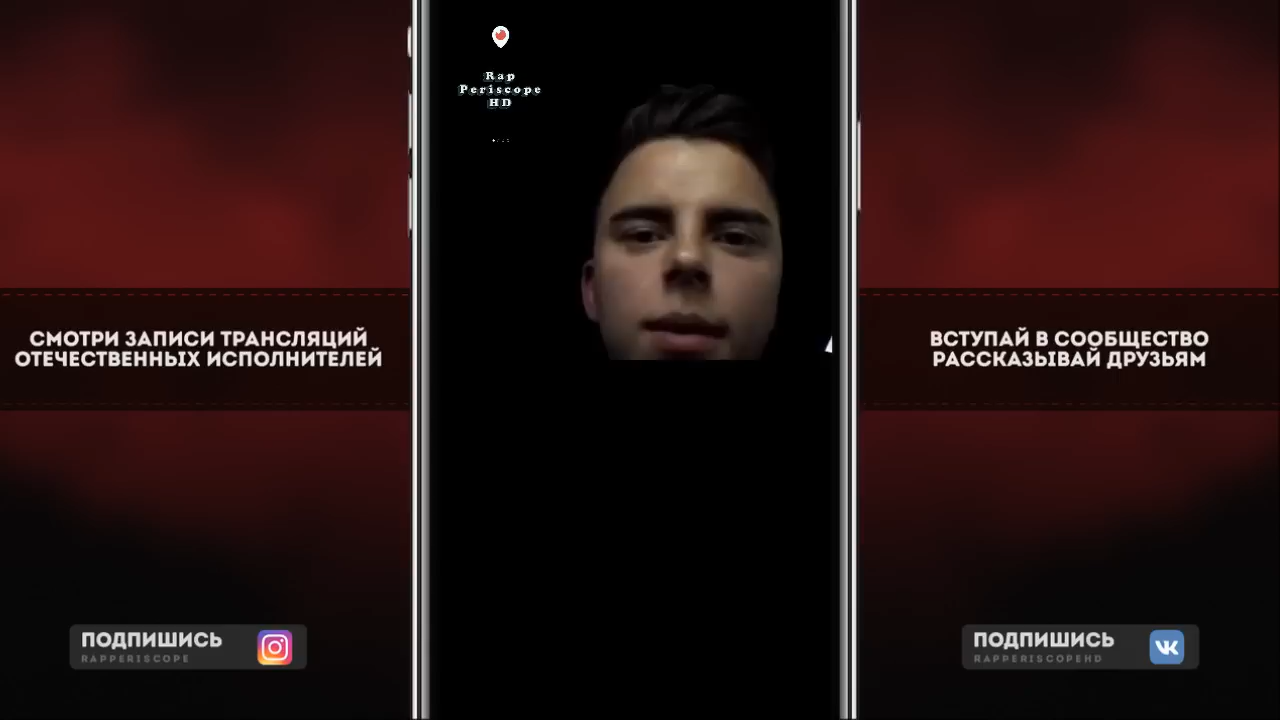 Rap
Periscope
HD
СМОТРИ ЗАПИСИ ТРАНСЛЯЦИЙ
ОТЕЧЕСТВЕННЫХ ИСПОЛНИТЕЛЕЙ
ВСТУПАЙ В СООБЩЕСТВО
РАССКАЗЫВАЙ ДРУЗЬЯМ
ПОДПИШИСЬ
RAPPERISCOPE
ПОДПИШИСЬ
RAPPERISCOPEHD